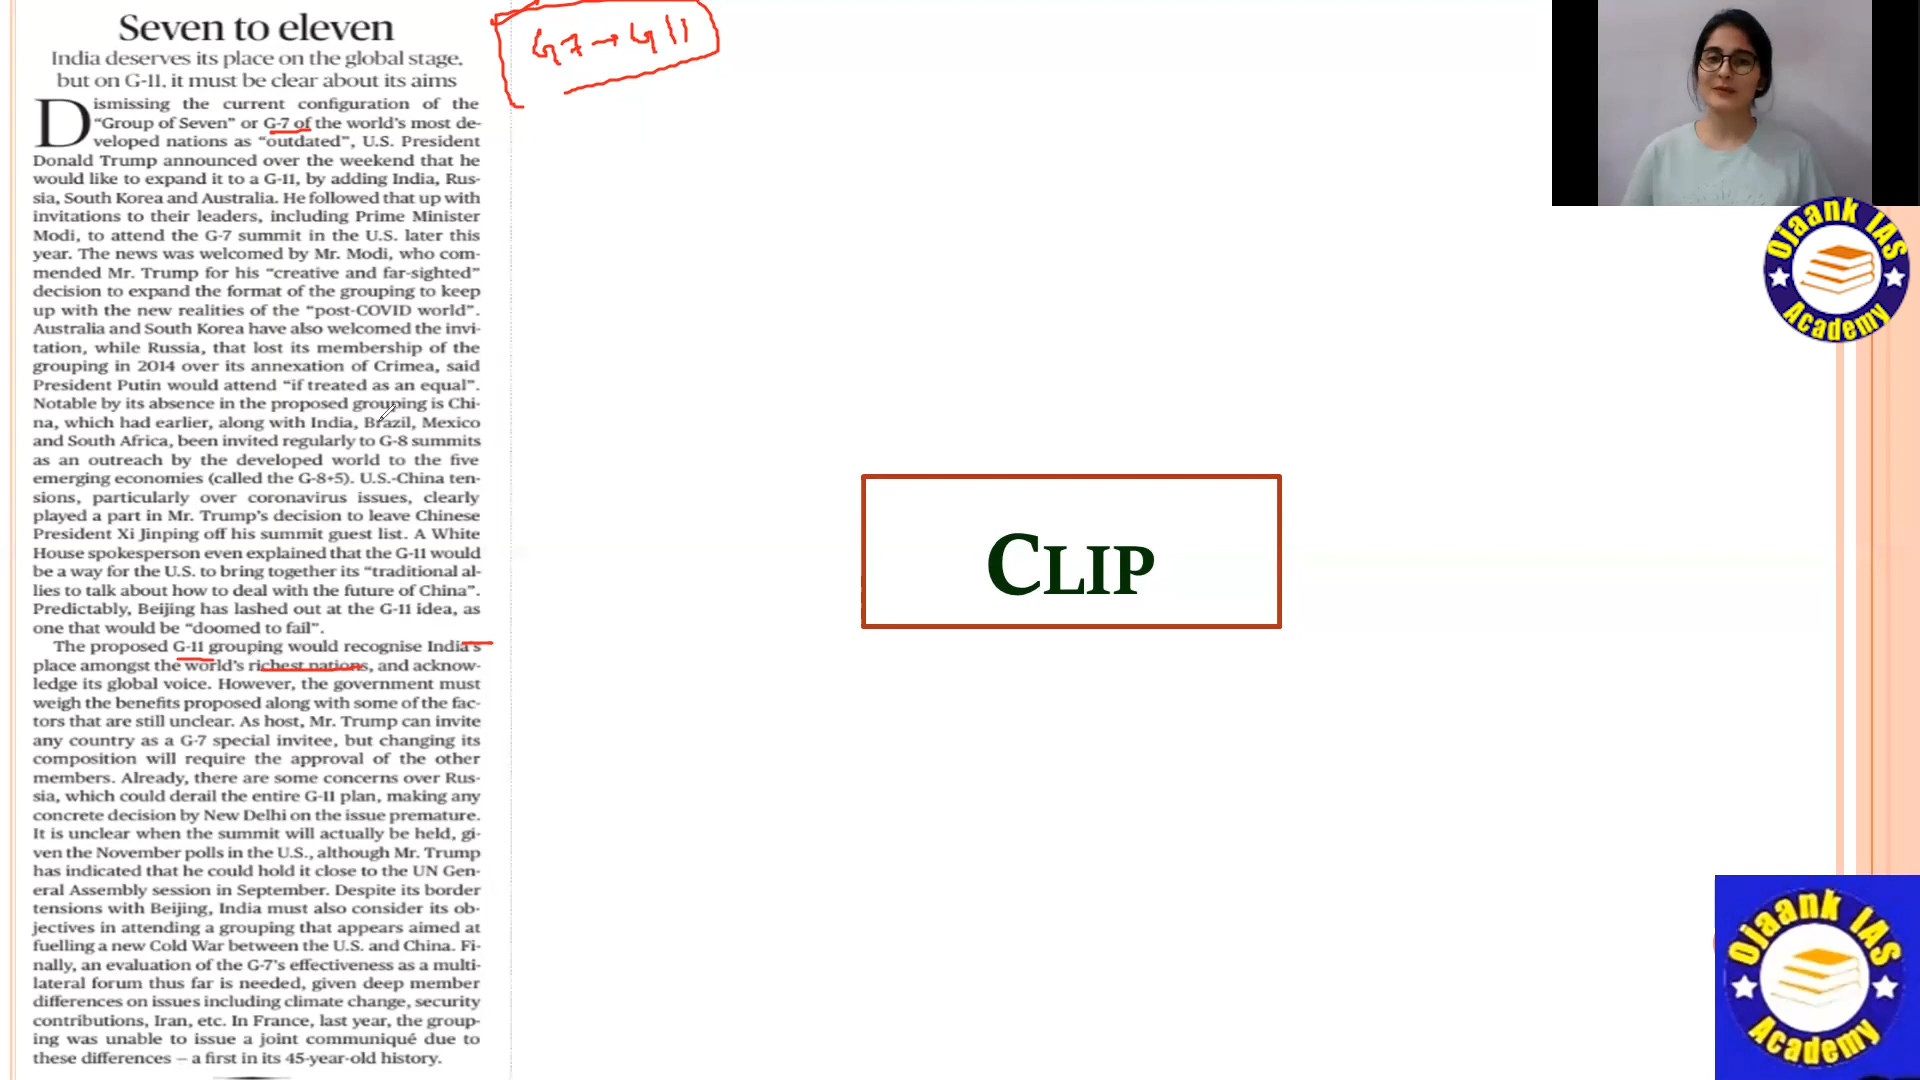 Seven to eleven
India deserves its place on the global stage,
but on G-11, it must be clear about its aims
Dismissing the current configuration of the
“Group of Seven” or G-7 of the world’s most de-
veloped nations as “outdated”, U.S. President
Donald Trump announced over the weekend that he
would like to expand it to a G-11, by adding India, Rus-
sia, South Korea and Australia. He followed that up with
invitations to their leaders, including Prime Minister
Modi, to attend the G-7 summit in the U.S. later this
year. The news was welcomed by Mr. Modi, who com-
mended Mr. Trump for his “creative and far-sighted”
decision to expand the format of the grouping to keep
up with the new realities of the “post-COVID world”.
Australia and South Korea have also welcomed the invi-
tation, while Russia, that lost its membership of the
grouping in 2014 over its annexation of Crimea, said
President Putin would attend “if treated as an equal”.
Notable by its absence in the proposed grouping is Chi-
na, which had earlier, along with India, Brazil, Mexico
and South Africa, been invited regularly to G-8 summits
as an outreach by the developed world to the five
emerging economies (called the G-8+5). U.S.-China ten-
sions, particularly over coronavirus issues, clearly
played a part in Mr. Trump’s decision to leave Chinese
President Xi Jinping off his summit guest list. A White
House spokesperson even explained that the G-11 would
be a way for the U.S. to bring together its “traditional al-
lies to talk about how to deal with the future of China”.
Predictably, Beijing has lashed out at the G-11 idea, as
one that would be “doomed to fail”.
The proposed G-11 grouping would recognise India’s
place amongst the world’s richest nations, and acknow-
ledge its global voice. However, the government must
weigh the benefits proposed along with some of the fac-
tors that are still unclear. As host, Mr. Trump can invite
any country as a G-7 special invitee, but changing its
composition will require the approval of the other
members. Already, there are some concerns over Rus-
sia, which could derail the entire G-11 plan, making any
concrete decision by New Delhi on the issue premature.
It is unclear when the summit will actually be held, gi-
ven the November polls in the U.S., although Mr. Trump
has indicated that he could hold it close to the UN Gen-
eral Assembly session in September. Despite its border
tensions with Beijing, India must also consider its ob-
jectives in attending a grouping that appears aimed at
fuelling a new Cold War between the U.S. and China. Fi-
nally, an evaluation of the G-7’s effectiveness as a multi-
lateral forum thus far is needed, given deep member
differences on issues including climate change, security
contributions, Iran, etc. In France, last year, the group-
ing was unable to issue a joint communiqué due to
these differences – a first in its 45-year-old history.
G7→G11
CLIP
Ojaank IAS
Academy
Ojaank IAS
Academy